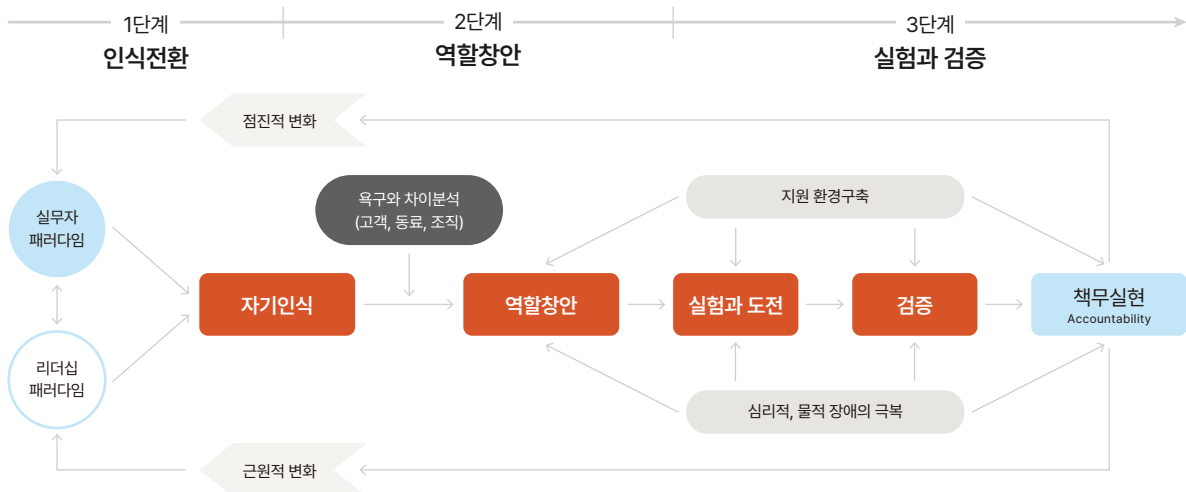 1단계
인식전환
2단계
역할창안
3단계
실험과 검증
점진적 변화
실무자
패러다임
욕구와 차이분석
(고객, 동료, 조직)
지원 환경구축
자기인식
역할창안
실험과 도전
검증
책무실현
Accountability
리더십
패러다임
심리적, 물적 장애의 극복
근원적 변화